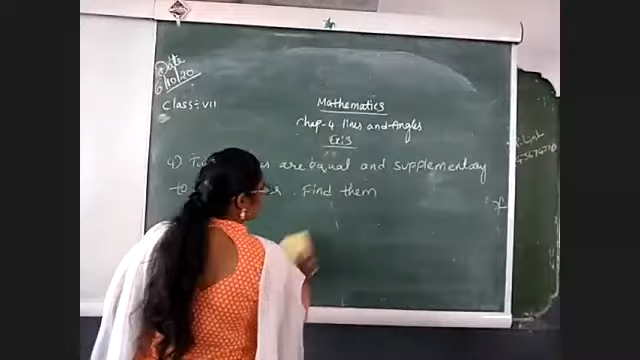 Date
6/10/20
Class: VII
Mathematics
Chap-4 lines and Angles
Ex:3
4) are equal and supplementary
. Find them